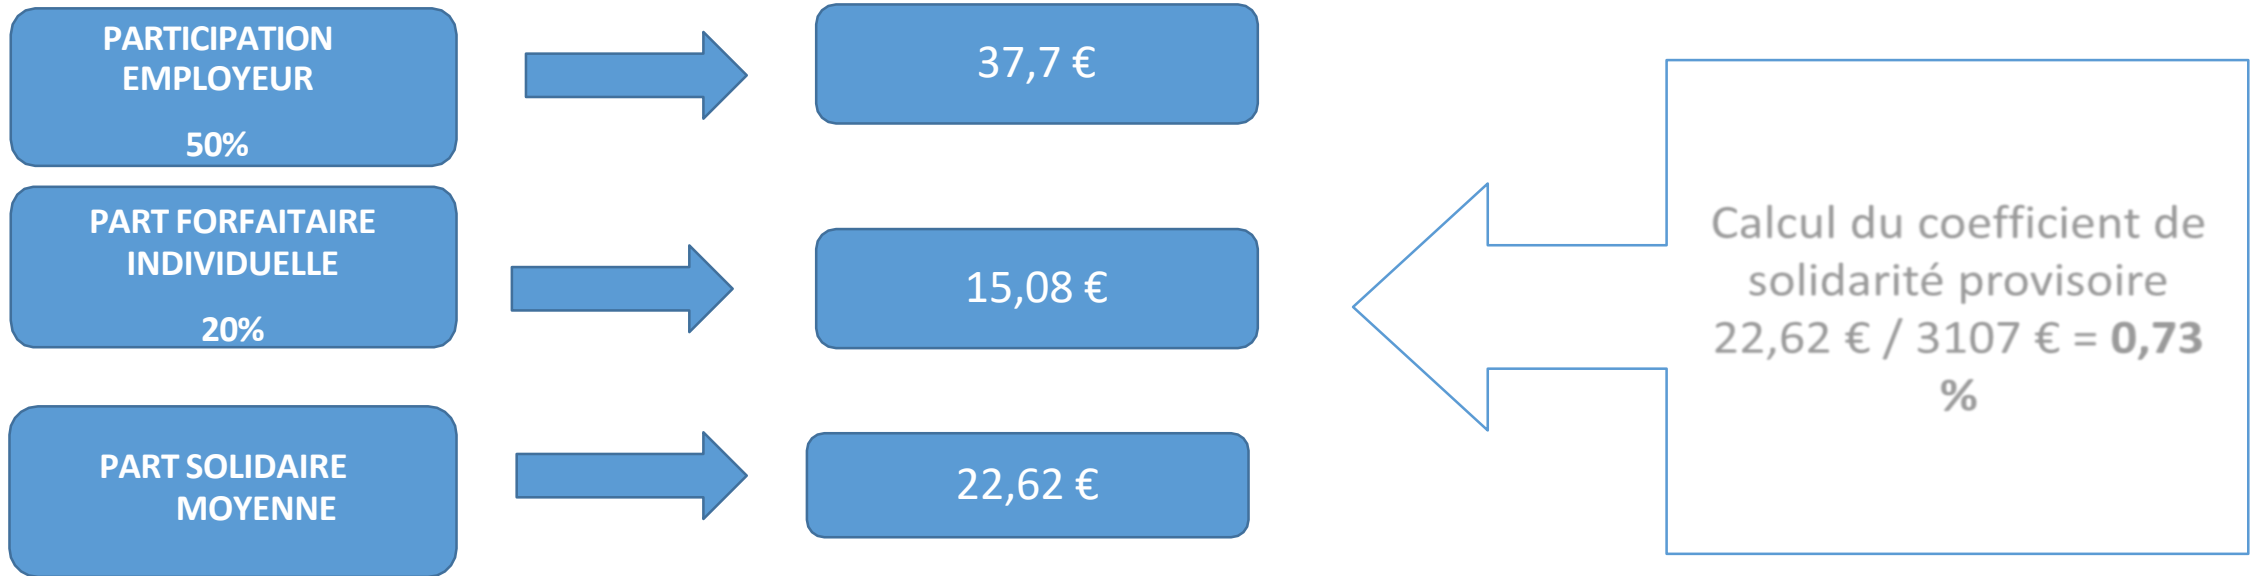 PARTICIPATION
EMPLOYEUR
50%
37,7 €
PART FORFAITAIRE
INDIVIDUELLE
20%
15,08 €
PART SOLIDAIRE
MOYENNE
22,62 €
Calcul du coefficient de
solidarité provisoire
22,62 € / 3107 € = 0,73
%